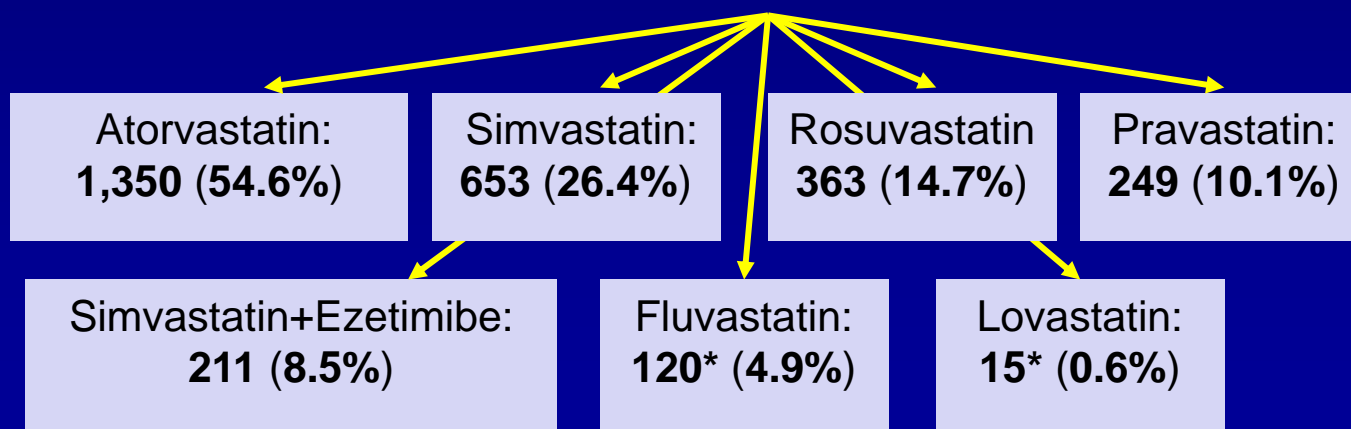 Atorvastatin:
1,350 (54.6%)
Simvastatin:
653 (26.4%)
Rosuvastatin
363 (14.7%)
Pravastatin:
249 (10.1%)
Simvastatin+Ezetimibe:
211 (8.5%)
Fluvastatin:
120* (4.9%)
Lovastatin:
15* (0.6%)